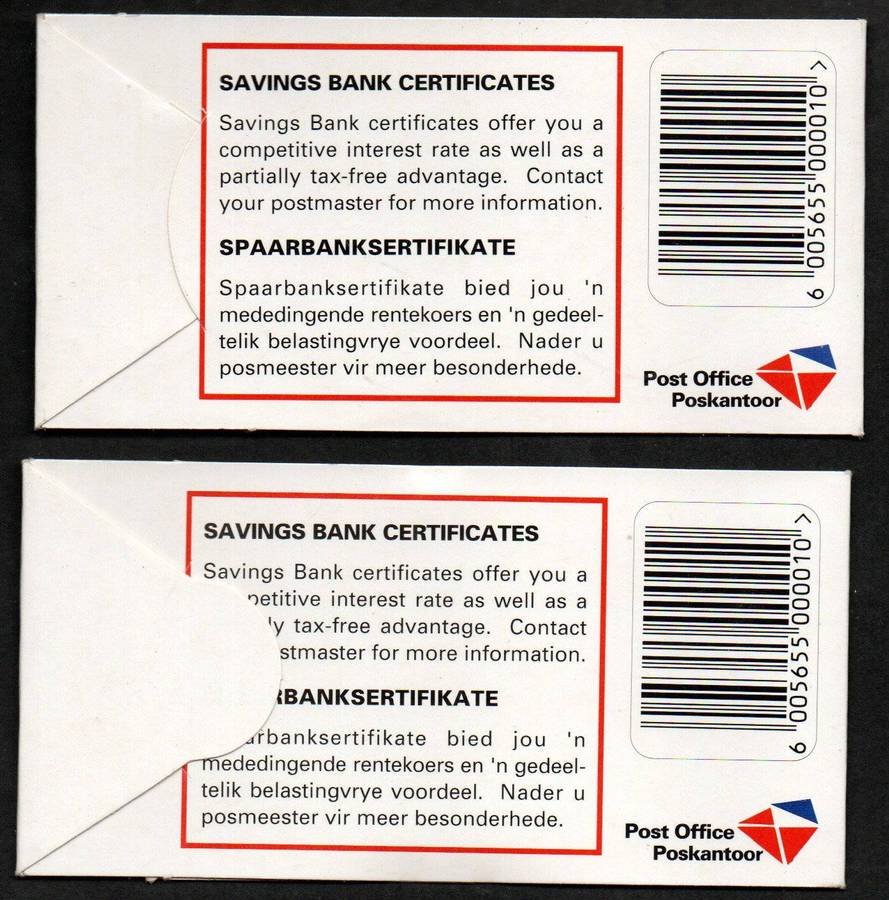 SAVINGS BANK CERTIFICATES
Savings Bank certificates offer you a
competitive interest rate as well as a
partially tax-free advantage. Contact
your postmaster for more information.
SPAARBANKSERTIFIKATE
Spaarbanksertifikate bied jou 'n
mededingende rentekoers en 'n gedeel-
telik belastingvrye voordeel. Nader u
posmeester vir meer besonderhede.
6 005655 000010 >
Post Office
Poskantoor
SAVINGS BANK CERTIFICATES
Savings Bank certificates offer you a
petitive interest rate as well as a
ly tax-free advantage. Contact
stmaster for more information.
RBANKSERTIFIKATE
arbanksertifikate bied jou 'n
mededingende rentekoers en 'n gedeel-
telik belastingvrye voordeel. Nader u
posmeester vir meer besonderhede.
6 005655 000010 >
Post Office
Poskantoor